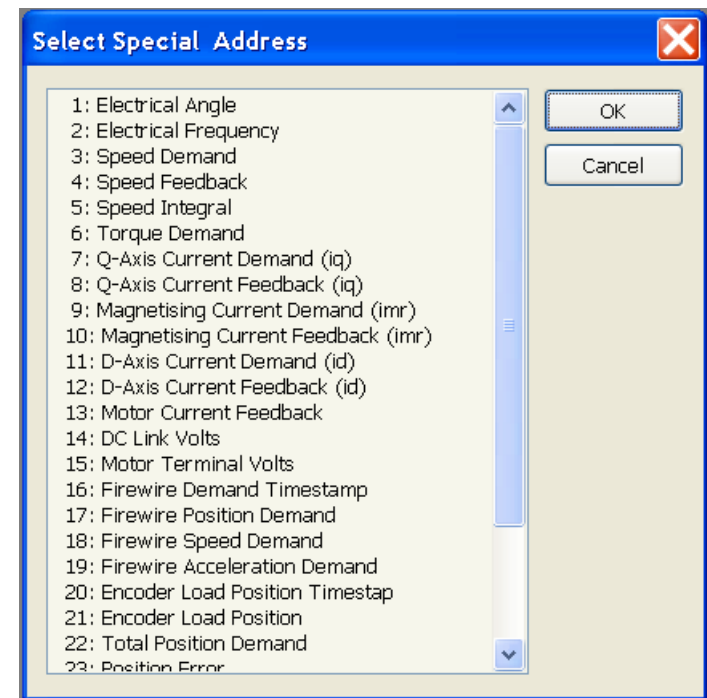 Select Special Address
1: Electrical Angle
2: Electrical Frequency
3: Speed Demand
4: Speed Feedback
5: Speed Integral
6: Torque Demand
7: Q-Axis Current Demand (iq)
8: Q-Axis Current Feedback (iq)
9: Magnetising Current Demand (imr)
10: Magnetising Current Feedback (imr)
11: D-Axis Current Demand (id)
12: D-Axis Current Feedback (id)
13: Motor Current Feedback
14: DC Link Volts
15: Motor Terminal Volts
16: Firewire Demand Timestamp
17: Firewire Position Demand
18: Firewire Speed Demand
19: Firewire Acceleration Demand
20: Encoder Load Position Timestap
21: Encoder Load Position
22: Total Position Demand
23: Position Error
OK
Cancel